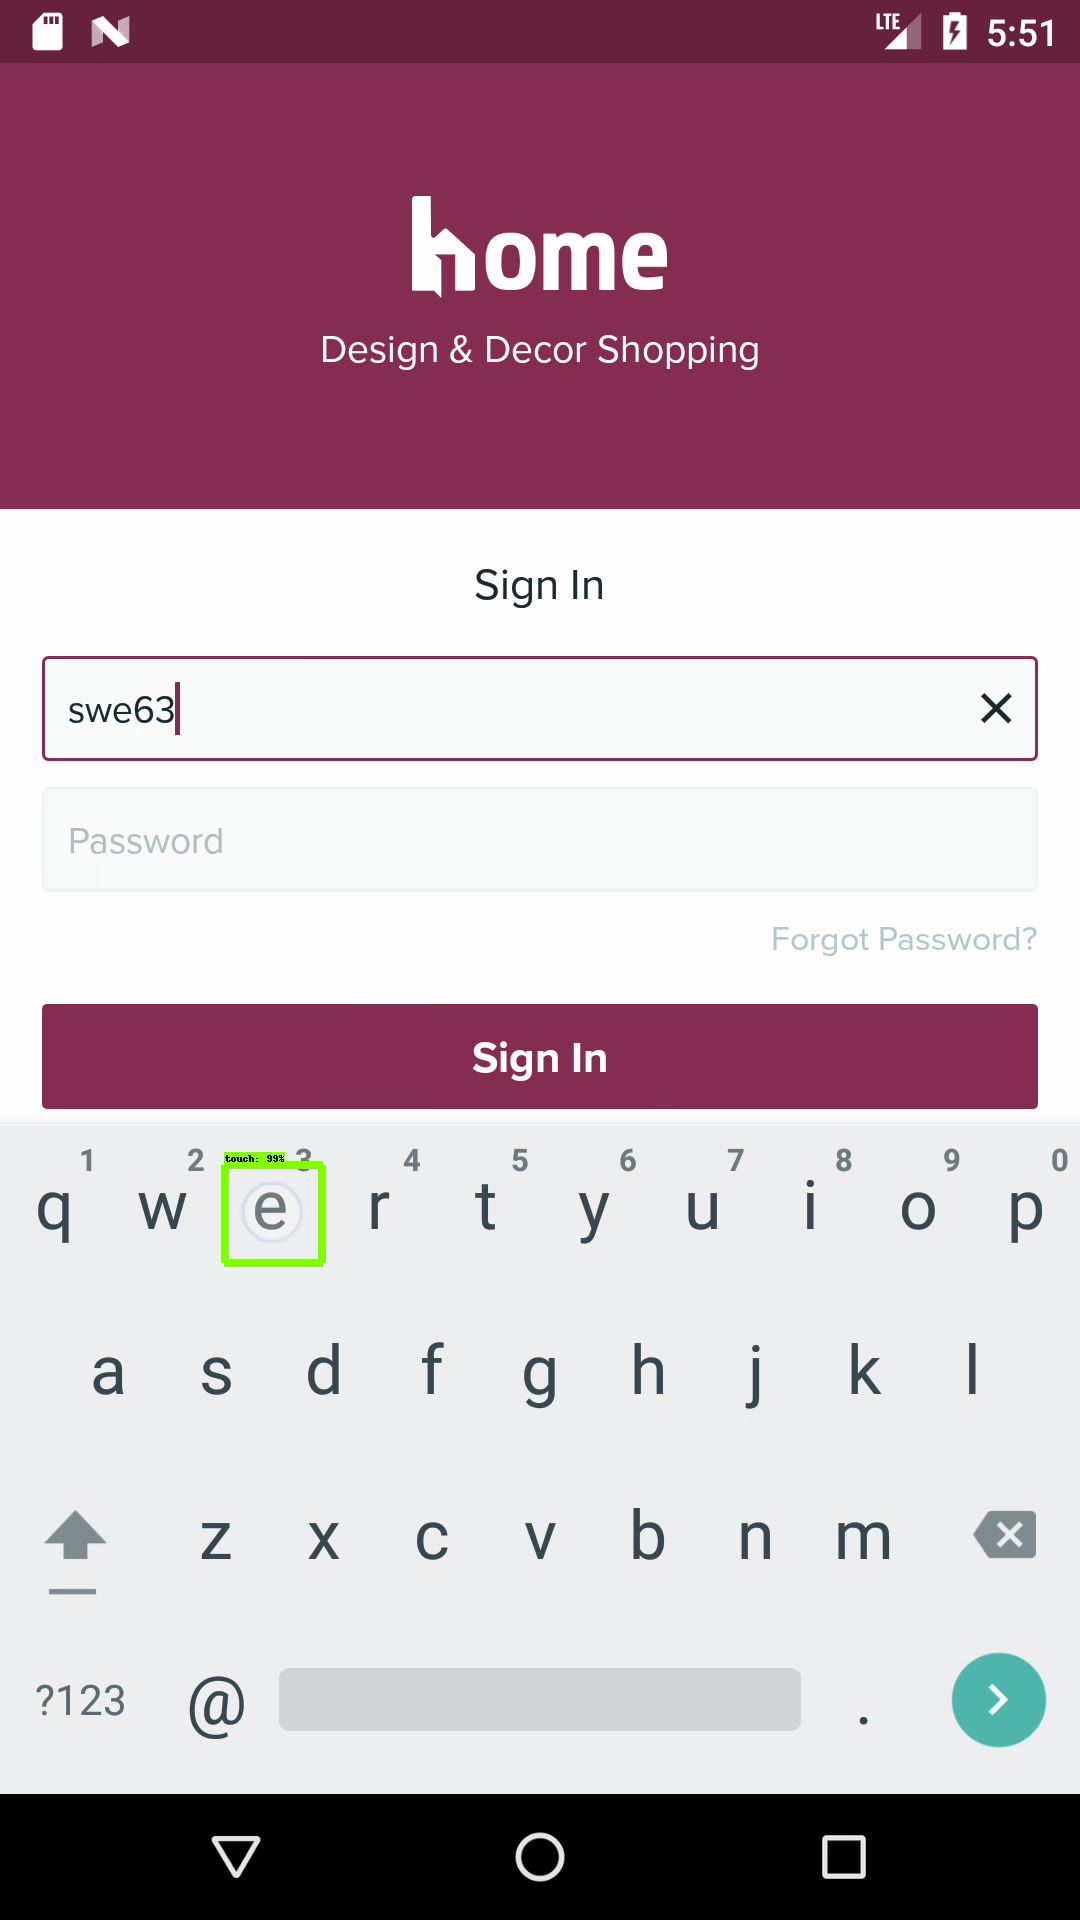 LTE 5:51
home
Design & Decor Shopping
Sign In
swe63
Password
Forgot Password?
Sign In
touch: 99%
1 2 3 4 5 6 7 8 9 0
q w e r t y u i o p
a s d f g h j k l
z x c v b n m
?123 @ .